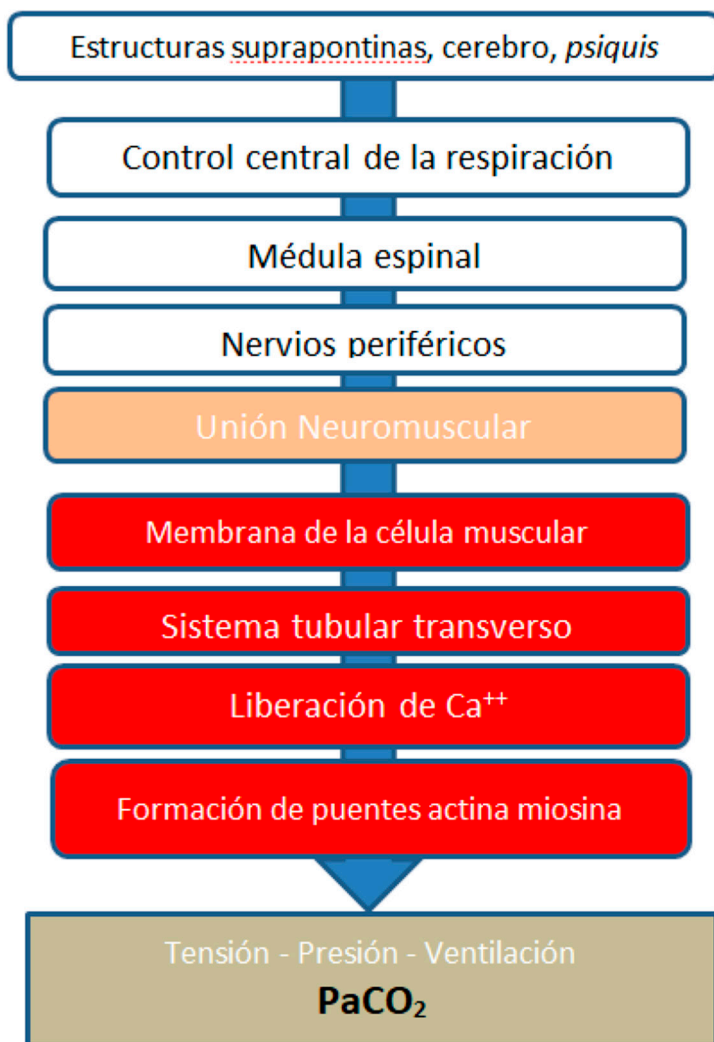 Estructuras suprapontinas, cerebro, psiquis
Control central de la respiración
Médula espinal
Nervios periféricos
Unión Neuromuscular
Membrana de la célula muscular
Sistema tubular transverso
Liberación de Ca⁺⁺
Formación de puentes actina miosina
Tensión - Presión - Ventilación
PaCO₂